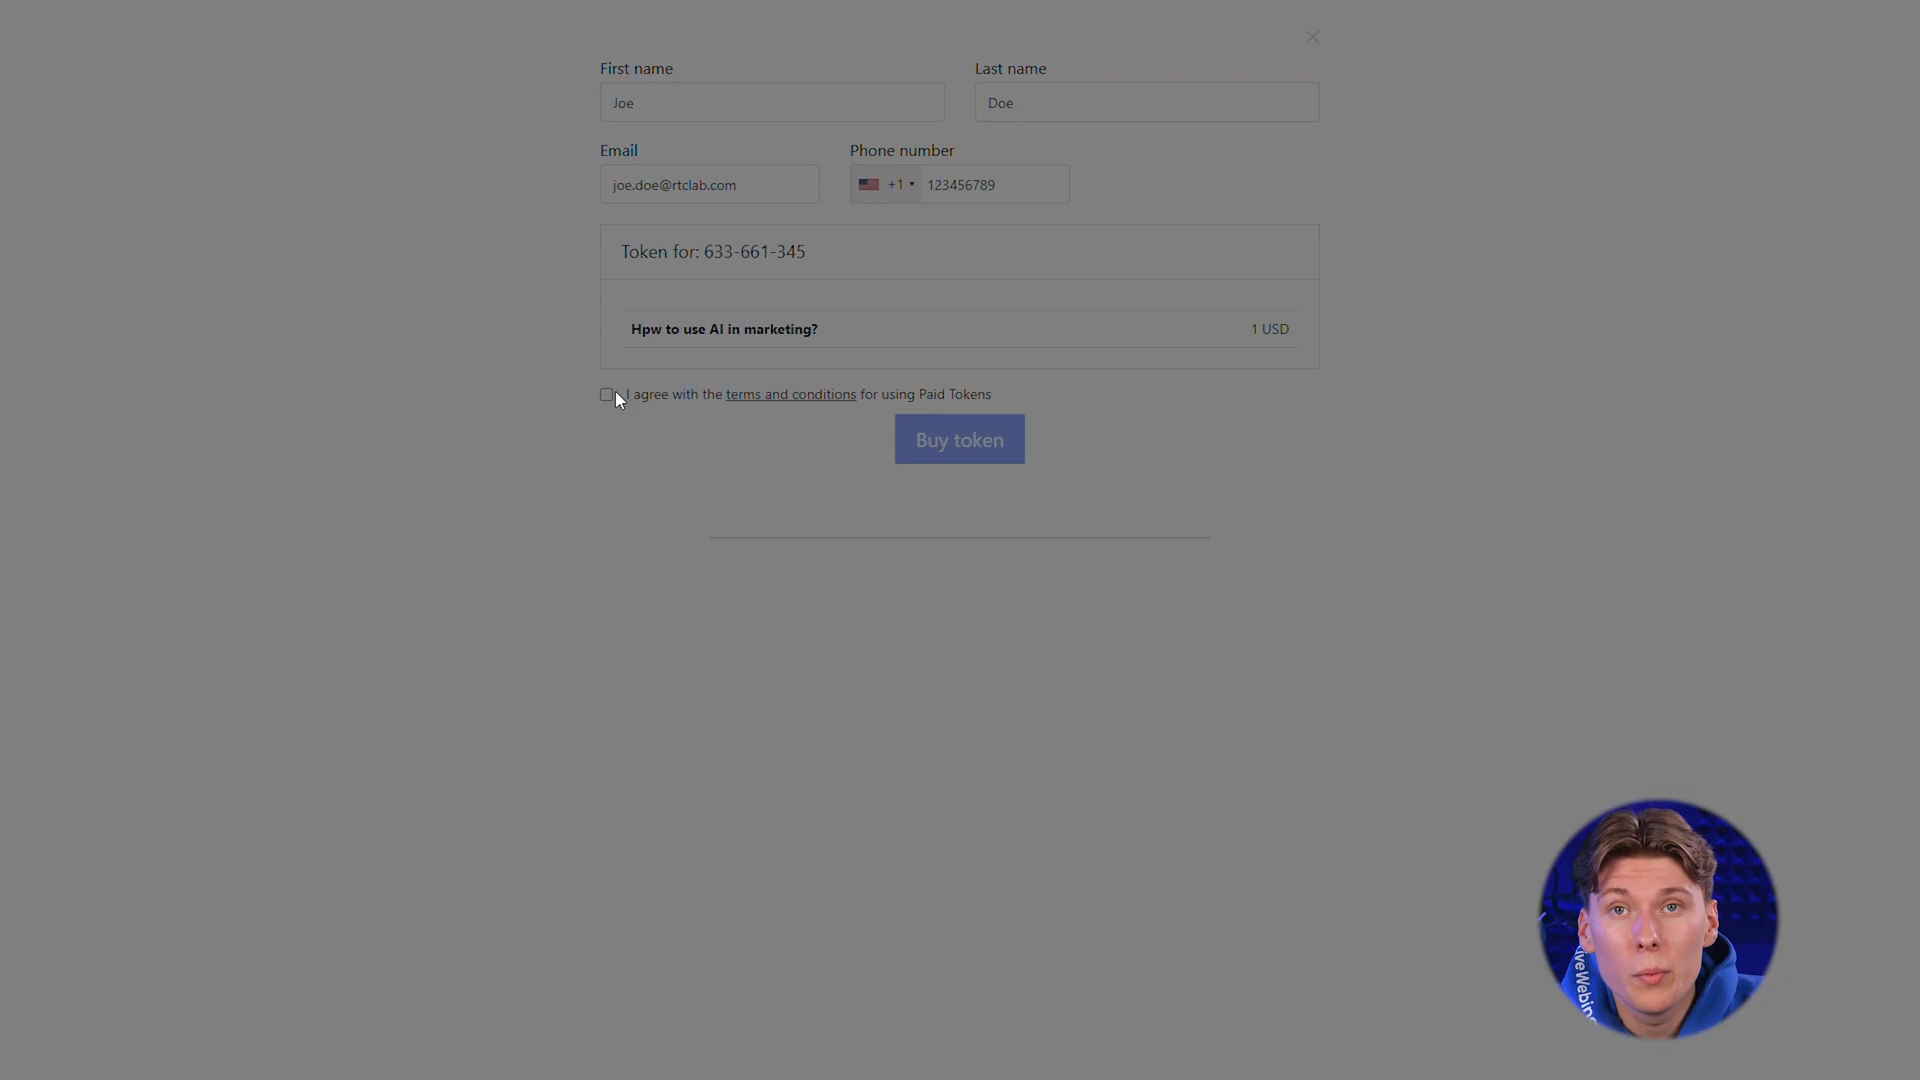 First name
Last name
Joe
Doe
Email
Phone number
joe.doe@rtclab.com
+1
123456789
Token for: 633-661-345
Hpw to use AI in marketing?
1 USD
I agree with the terms and conditions for using Paid Tokens
Buy token
iveWebin